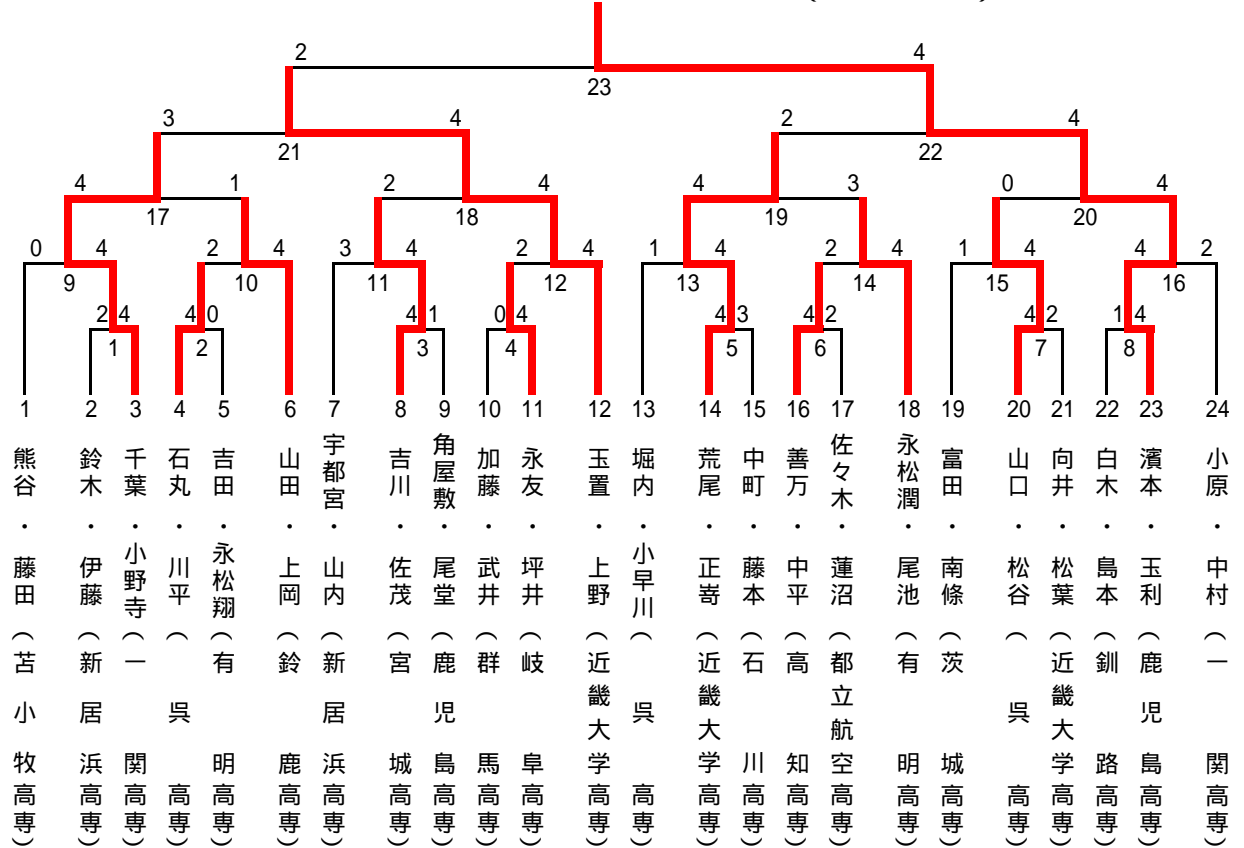 2 4
23
3 4 2 4
21 22
4 1 2 4 4 3 0 4
17 18 19 20
0 4 2 4 3 4 2 4 1 4 2 4 1 4 4 2
9 10 11 12 13 14 15 16
2 4 4 0 4 1 0 4 4 3 4 2 4 2 1 4
1 2 3 4 5 6 7 8
1 2 3 4 5 6 7 8 9 10 11 12 13 14 15 16 17 18 19 20 21 22 23 24
熊谷・藤田(苫小牧高専)
鈴木・伊藤(新居浜高専)
千葉・小野寺(一関高専)
石丸・川平(呉高専)
吉田・永松翔(有明高専)
山田・上岡(鈴鹿高専)
宇都宮・山内(新居浜高専)
吉川・佐茂(宮城高専)
角屋敷・尾堂(鹿児島高専)
加藤・武井(群馬高専)
永友・坪井(岐阜高専)
玉置・上野(近畿大学高専)
堀内・小早川(呉高専)
荒尾・正嵜(近畿大学高専)
中町・藤本(石川高専)
善万・中平(高知高専)
佐々木・蓮沼(都立航空高専)
永松潤・尾池(有明高専)
富田・南條(茨城高専)
山口・松谷(呉高専)
向井・松葉(近畿大学高専)
白木・島本(釧路高専)
濱本・玉利(鹿児島高専)
小原・中村(一関高専)